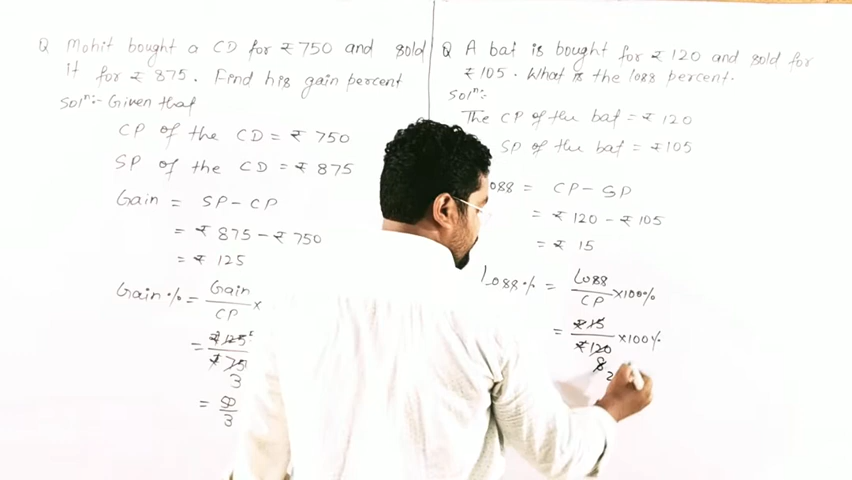 Q Mohit bought a CD for ₹ 750 and sold
it for ₹ 875. Find his gain percent
Solⁿ:- Given that
CP of the CD = ₹ 750
SP of the CD = ₹ 875
Gain = SP - CP
= ₹ 875 - ₹ 750
= ₹ 125
Gain % = Gain/CP ×
= ₹ 125 5/₹ 75
3
= 50/3
Q A bat is bought for ₹ 120 and sold for
₹ 105. What is the loss percent.
Solⁿ:-
The CP of the bat = ₹ 120
SP of the bat = ₹ 105
oss = CP - SP
= ₹ 120 - ₹ 105
= ₹ 15
Loss % = Loss/CP × 100%
= ₹ 15/₹ 120 × 100%
8 2